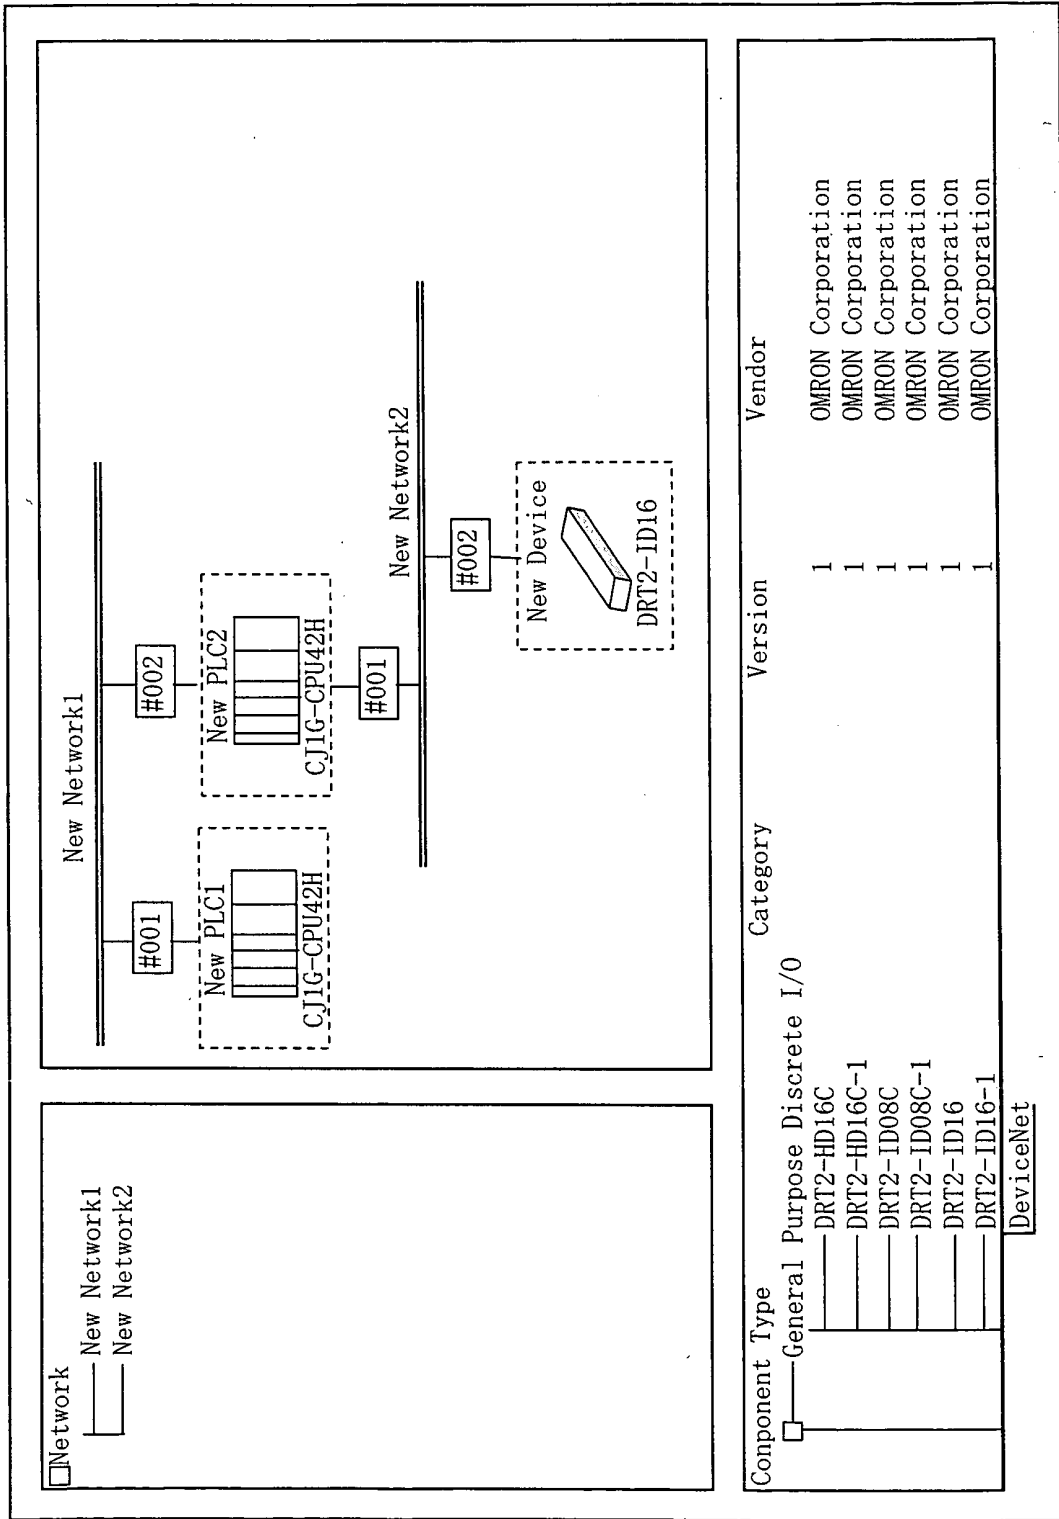 □Network
New Network1
New Network2
New Network1
#001
New PLC1
CJ1G-CPU42H
#002
New PLC2
CJ1G-CPU42H
#001
New Network2
#002
New Device
DRT2-ID16
Conponent Type Category Version Vendor
General Purpose Discrete I/O
DRT2-HD16C 1 OMRON Corporation
DRT2-HD16C-1 1 OMRON Corporation
DRT2-ID08C 1 OMRON Corporation
DRT2-ID08C-1 1 OMRON Corporation
DRT2-ID16 1 OMRON Corporation
DRT2-ID16-1 1 OMRON Corporation
DeviceNet